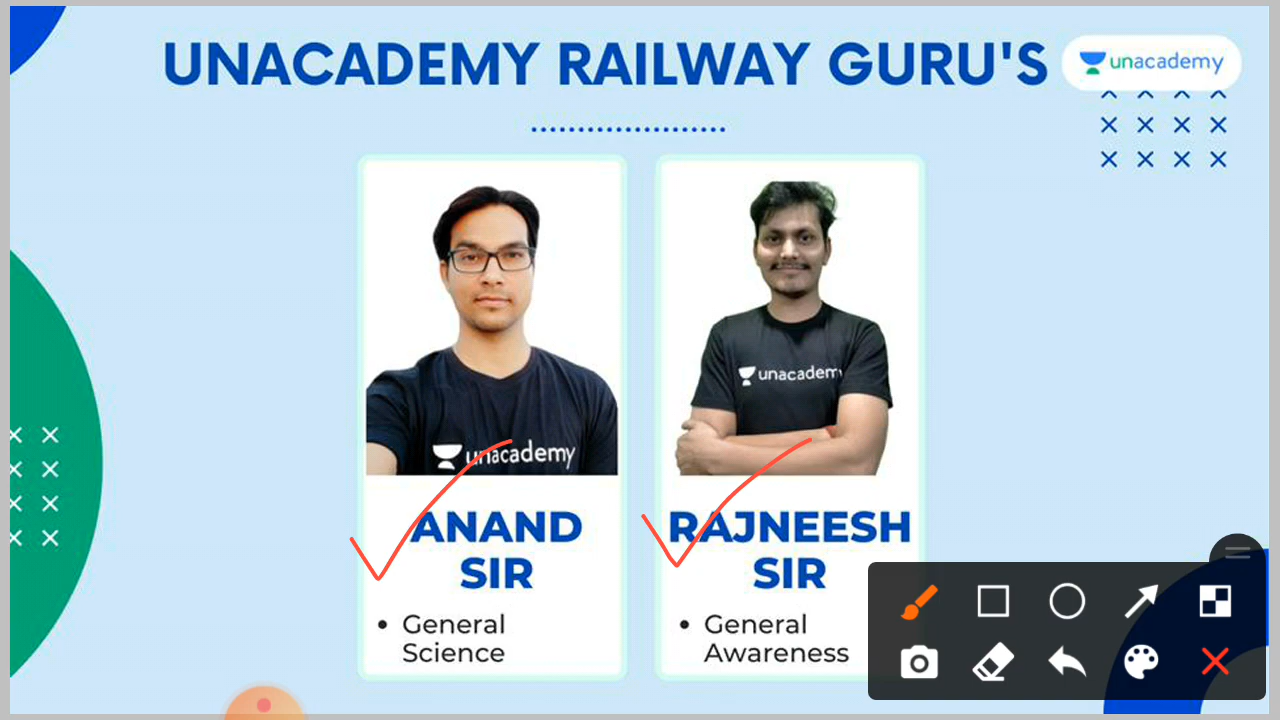 UNACADEMY RAILWAY GURU'S
unacademy
unacademy
unacademy
ANAND
SIR
• General
Science
RAJNEESH
SIR
• General
Awareness